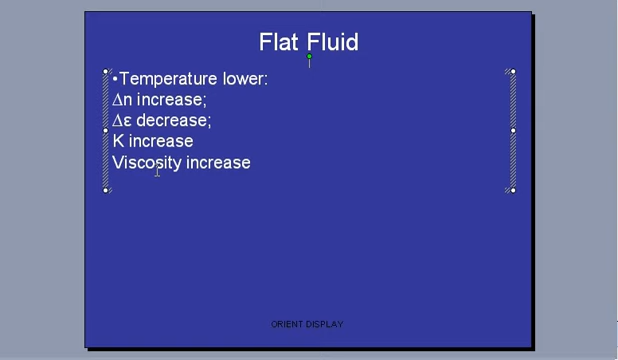 Flat Fluid
•Temperature lower:
Δn increase;
Δε decrease;
K increase
Viscosity increase
ORIENT DISPLAY